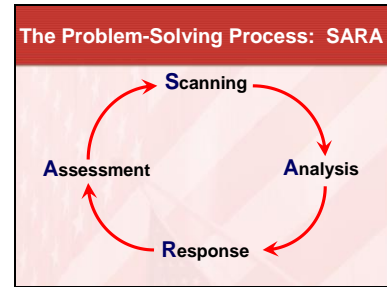 The Problem-Solving Process: SARA
Scanning
Analysis
Response
Assessment